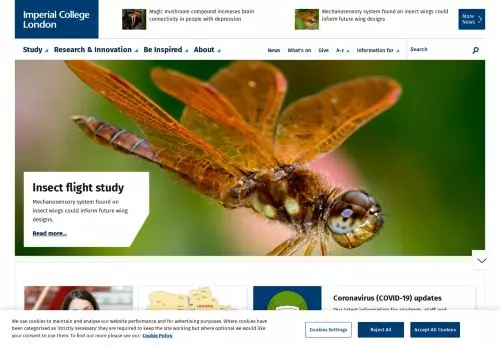 Imperial College
London
Magic mushroom compound increases brain
connectivity in people with depression
Mechanosensory system found on insect wings could
inform future wing designs
More
News
Study Research & Innovation Be Inspired About
News What's on Give A-z Information for Search
Insect flight study
Mechanosensory system found on
insect wings could inform future wing
designs.
Read more...
UKRAINE
Coronavirus (COVID-19) updates
Our latest information for students, staff and
We use cookies to maintain and analyse our website performance and for advertising purposes. Where cookies have
been categorised as 'strictly necessary' they are required to keep the site working but where optional we would like
your consent to use them. To find out more please see our: Cookie Policy
Cookies Settings
Reject All
Accept All Cookies